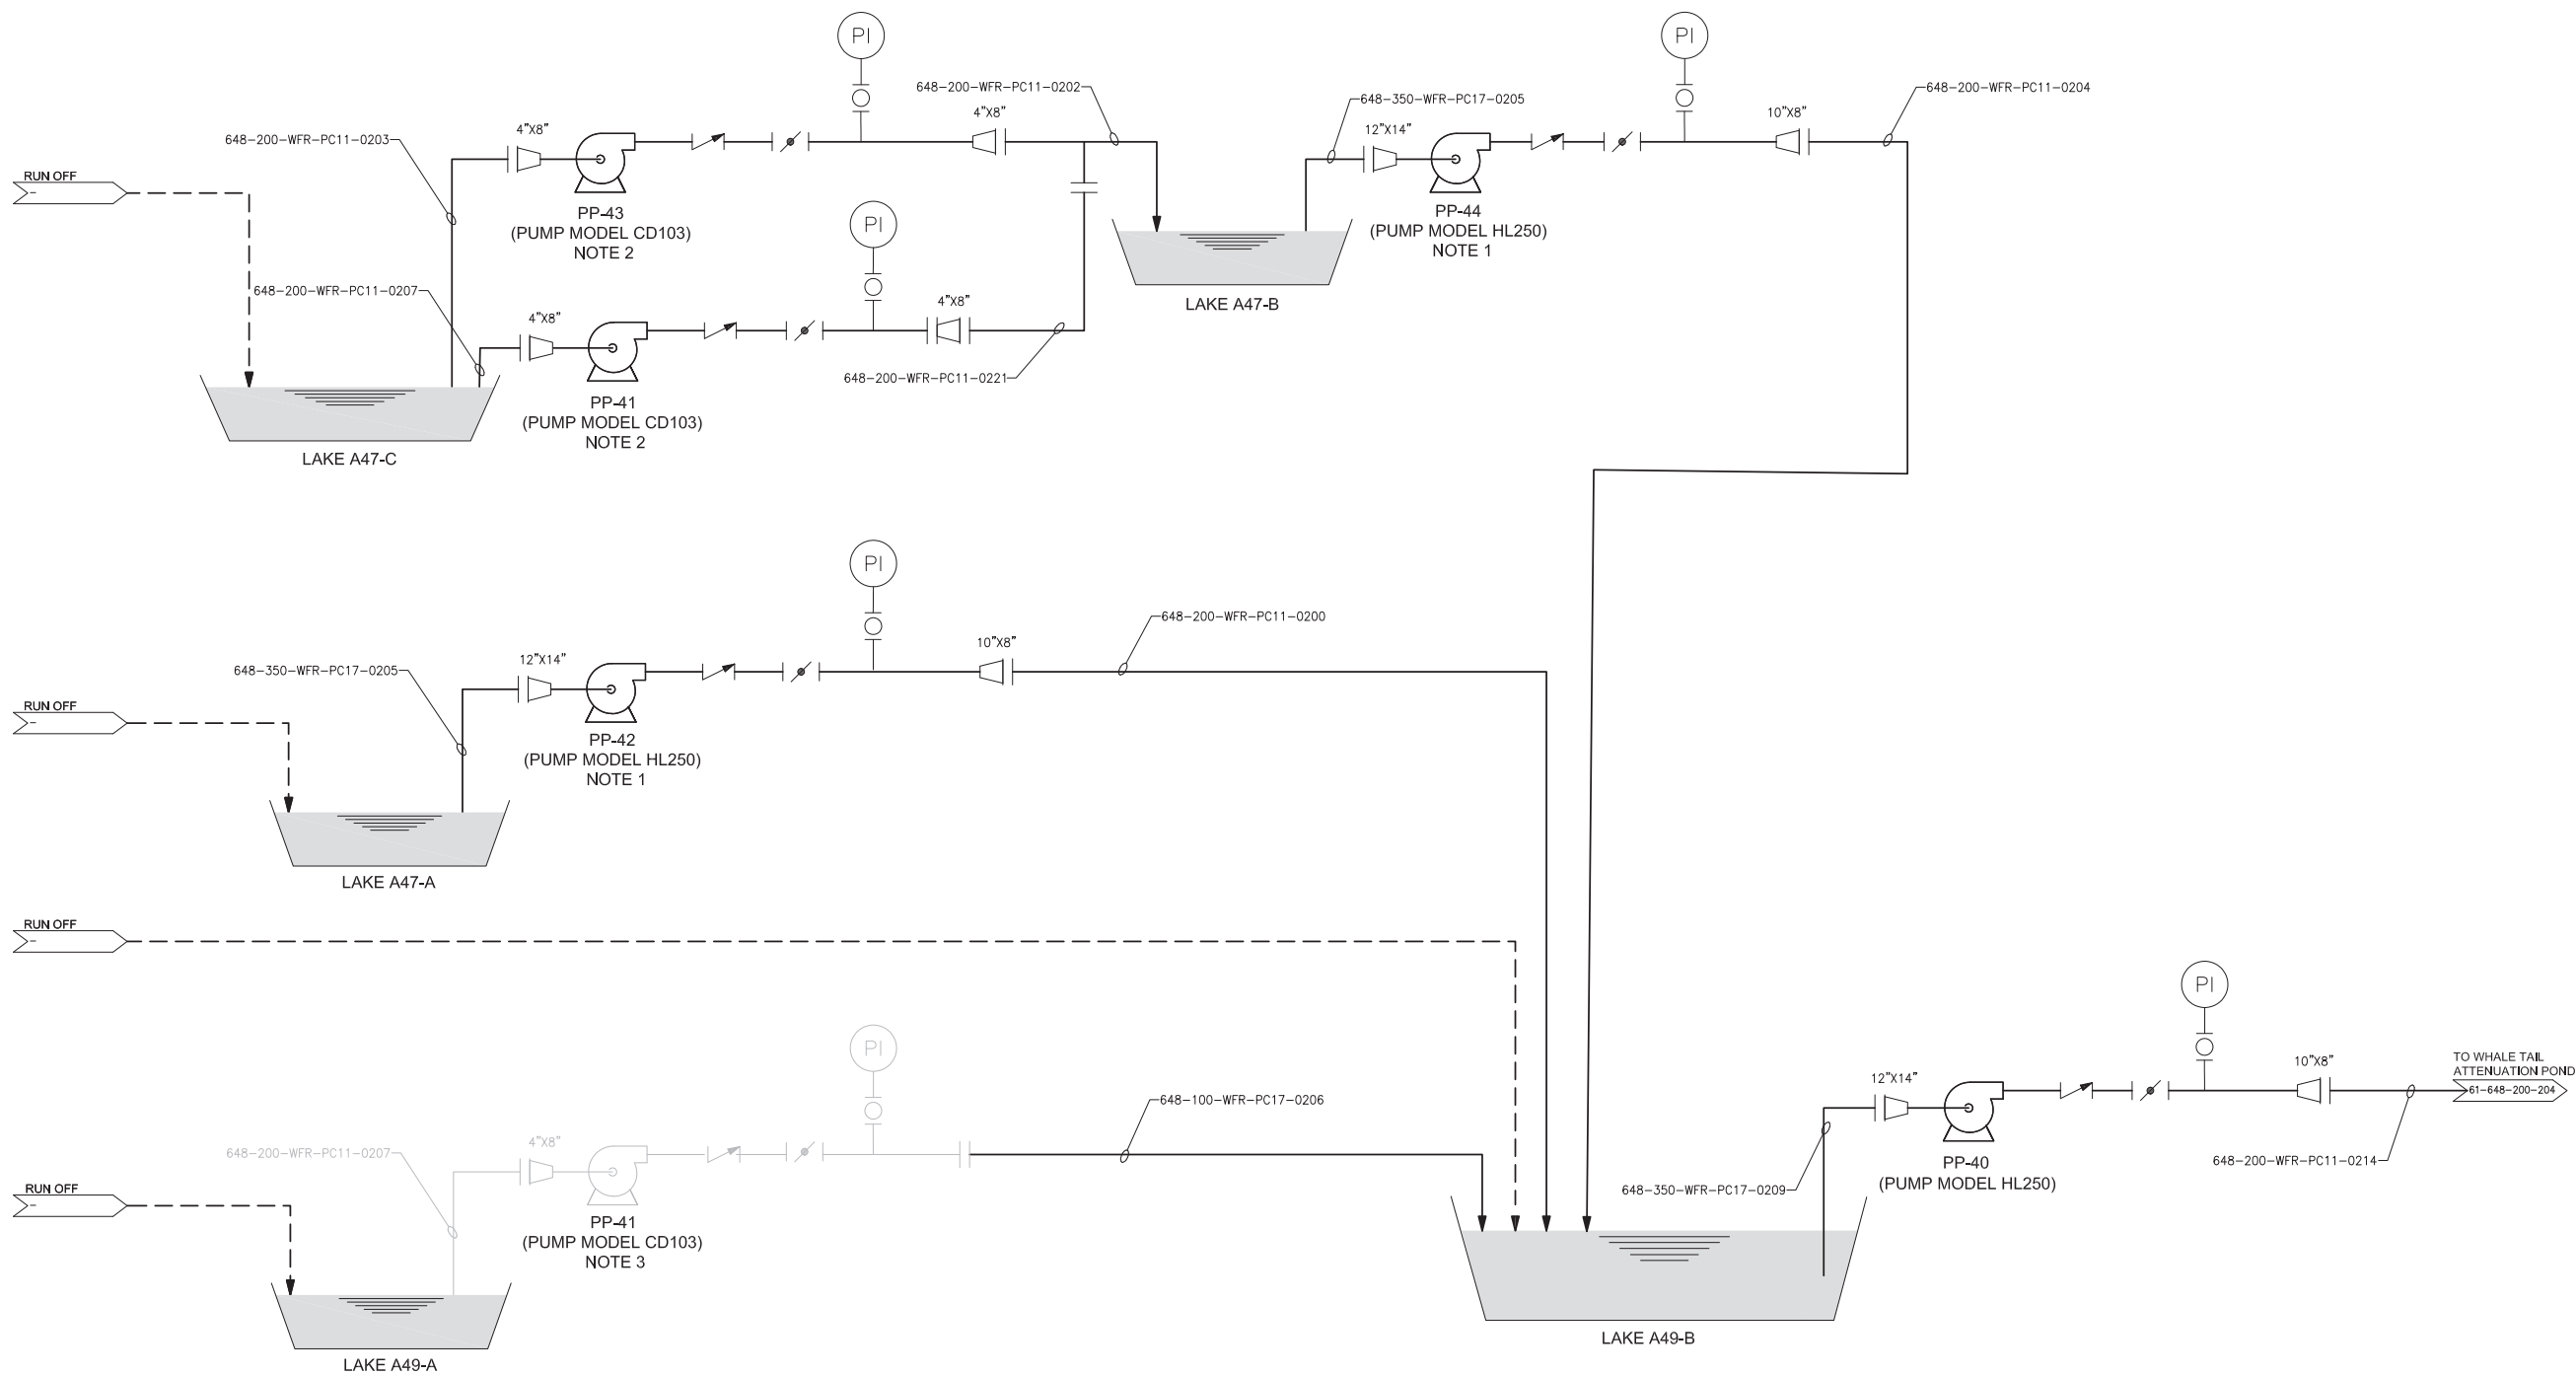 PI
PI
648-200-WFR-PC11-0202
648-200-WFR-PC11-0204
648-350-WFR-PC17-0205
4"X8"
10"X8"
4"X8"
12"X14"
648-200-WFR-PC11-0203
RUN OFF
-
PP-43
(PUMP MODEL CD103)
NOTE 2
PI
PP-44
(PUMP MODEL HL250)
NOTE 1
648-200-WFR-PC11-0207
4"X8"
4"X8"
LAKE A47-B
648-200-WFR-PC11-0221
PP-41
(PUMP MODEL CD103)
NOTE 2
LAKE A47-C
PI
648-200-WFR-PC11-0200
10"X8"
12"X14"
648-350-WFR-PC17-0205
RUN OFF
-
PP-42
(PUMP MODEL HL250)
NOTE 1
LAKE A47-A
RUN OFF
-
PI
PI
TO WHALE TAIL
ATTENUATION POND
61-648-200-204
10"X8"
12"X14"
648-100-WFR-PC17-0206
4"X8"
648-200-WFR-PC11-0207
PP-40
(PUMP MODEL HL250)
648-200-WFR-PC11-0214
648-350-WFR-PC17-0209
RUN OFF
-
PP-41
(PUMP MODEL CD103)
NOTE 3
LAKE A49-B
LAKE A49-A